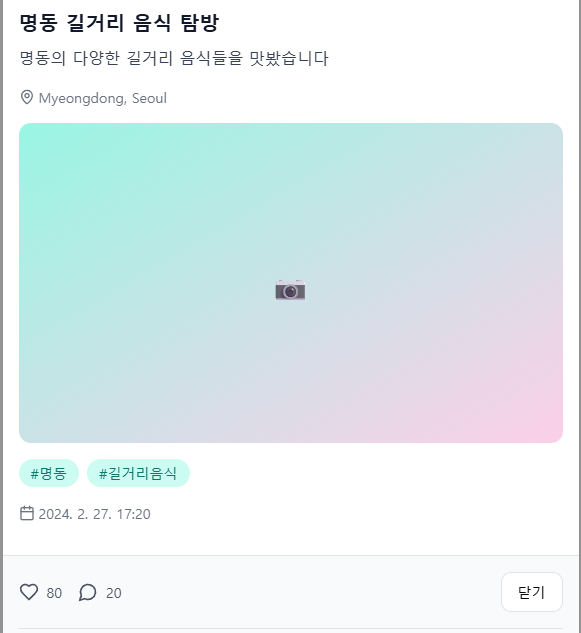 명동 길거리 음식 탐방
명동의 다양한 길거리 음식들을 맛봤습니다
Myeongdong, Seoul
#명동 #길거리음식
2024. 2. 27. 17:20
80 20 닫기